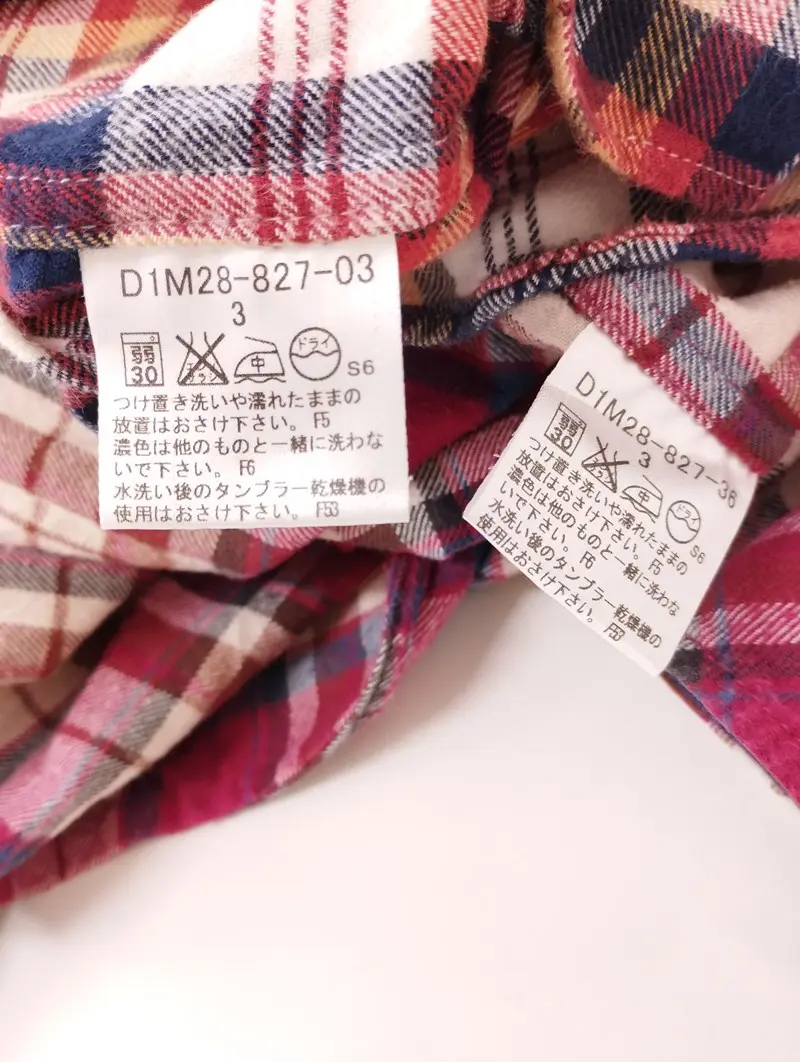 D1M28-827-03
3
弱 中 ドライ
30 S6
つけ置き洗いや濡れたままの
放置はおさけ下さい。F5
濃色は他のものと一緒に洗わな
いで下さい。F6
水洗い後のタンブラー乾燥機の
使用はおさけ下さい。F53
D1M28-827-36
3
弱 中 ドライ
30 S6
つけ置き洗いや濡れたままの
放置はおさけ下さい。F5
濃色は他のものと一緒に洗わな
いで下さい。F6
水洗い後のタンブラー乾燥機の
使用はおさけ下さい。F53